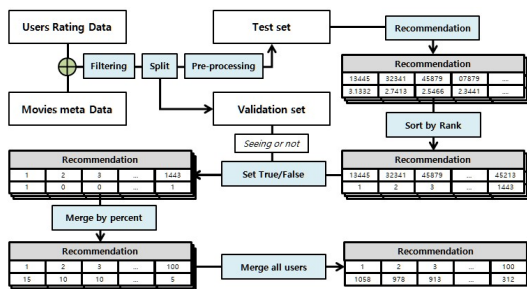 Users Rating Data
Test set
Recommendation
Filtering
Split
Pre-processing
Movies meta Data
Validation set
Recommendation
13445 32341 45879 07879 ...
3.1332 2.7413 2.5466 2.3441 ...
Sort by Rank
Seeing or not
Recommendation
1 2 3 ... 1443
1 0 0 ... 1
Set True/False
Recommendation
13445 32341 45879 ... 45213
1 2 3 ... 1443
Merge by percent
Recommendation
1 2 3 ... 100
15 10 10 ... 5
Merge all users
Recommendation
1 2 3 ... 100
1058 978 913 ... 312